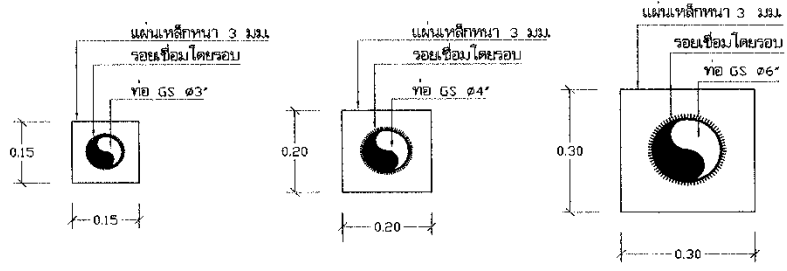 แผ่นเหล็กหนา 3 มม.
รอยเชื่อมโดยรอบ
ท่อ GS ø3"
0.15
0.15
แผ่นเหล็กหนา 3 มม.
รอยเชื่อมโดยรอบ
ท่อ GS ø4"
0.20
0.20
แผ่นเหล็กหนา 3 มม.
รอยเชื่อมโดยรอบ
ท่อ GS ø6"
0.30
0.30